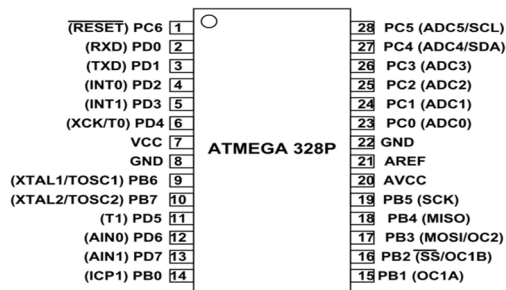 (RESET) PC6 1
(RXD) PD0 2
(TXD) PD1 3
(INT0) PD2 4
(INT1) PD3 5
(XCK/T0) PD4 6
VCC 7
GND 8
(XTAL1/TOSC1) PB6 9
(XTAL2/TOSC2) PB7 10
(T1) PD5 11
(AIN0) PD6 12
(AIN1) PD7 13
(ICP1) PB0 14
ATMEGA 328P
28 PC5 (ADC5/SCL)
27 PC4 (ADC4/SDA)
26 PC3 (ADC3)
25 PC2 (ADC2)
24 PC1 (ADC1)
23 PC0 (ADC0)
22 GND
21 AREF
20 AVCC
19 PB5 (SCK)
18 PB4 (MISO)
17 PB3 (MOSI/OC2)
16 PB2 (SS/OC1B)
15 PB1 (OC1A)